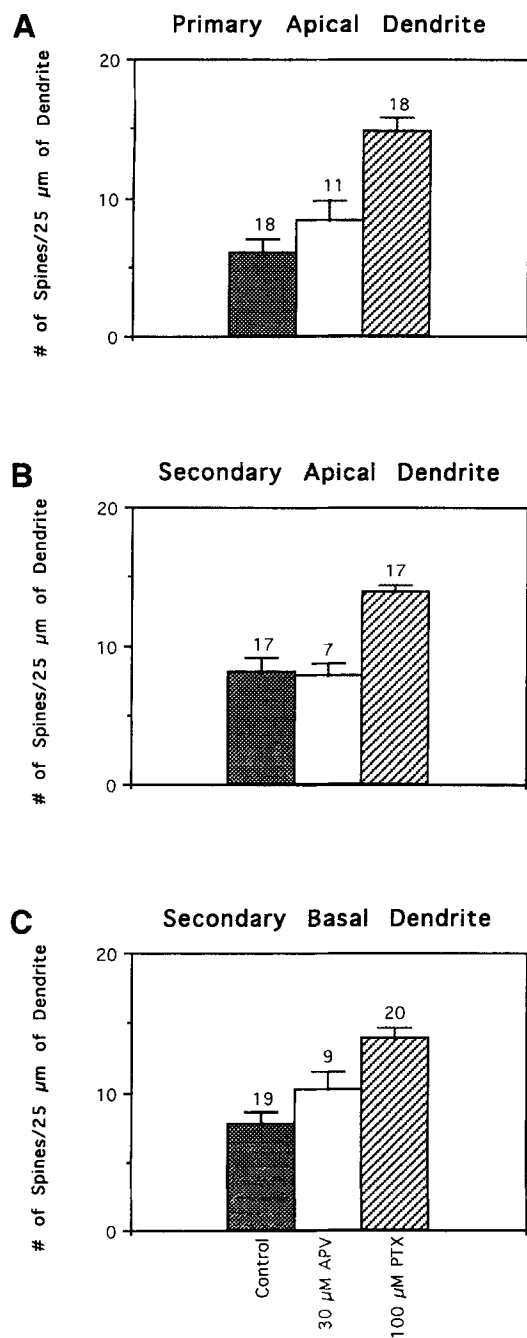 A
Primary Apical Dendrite
# of Spines/25 μm of Dendrite
20
10
0
18
11
18
B
Secondary Apical Dendrite
# of Spines/25 μm of Dendrite
20
10
0
17
7
17
C
Secondary Basal Dendrite
# of Spines/25 μm of Dendrite
20
10
0
19
9
20
Control
30 μM APV
100 μM PTX